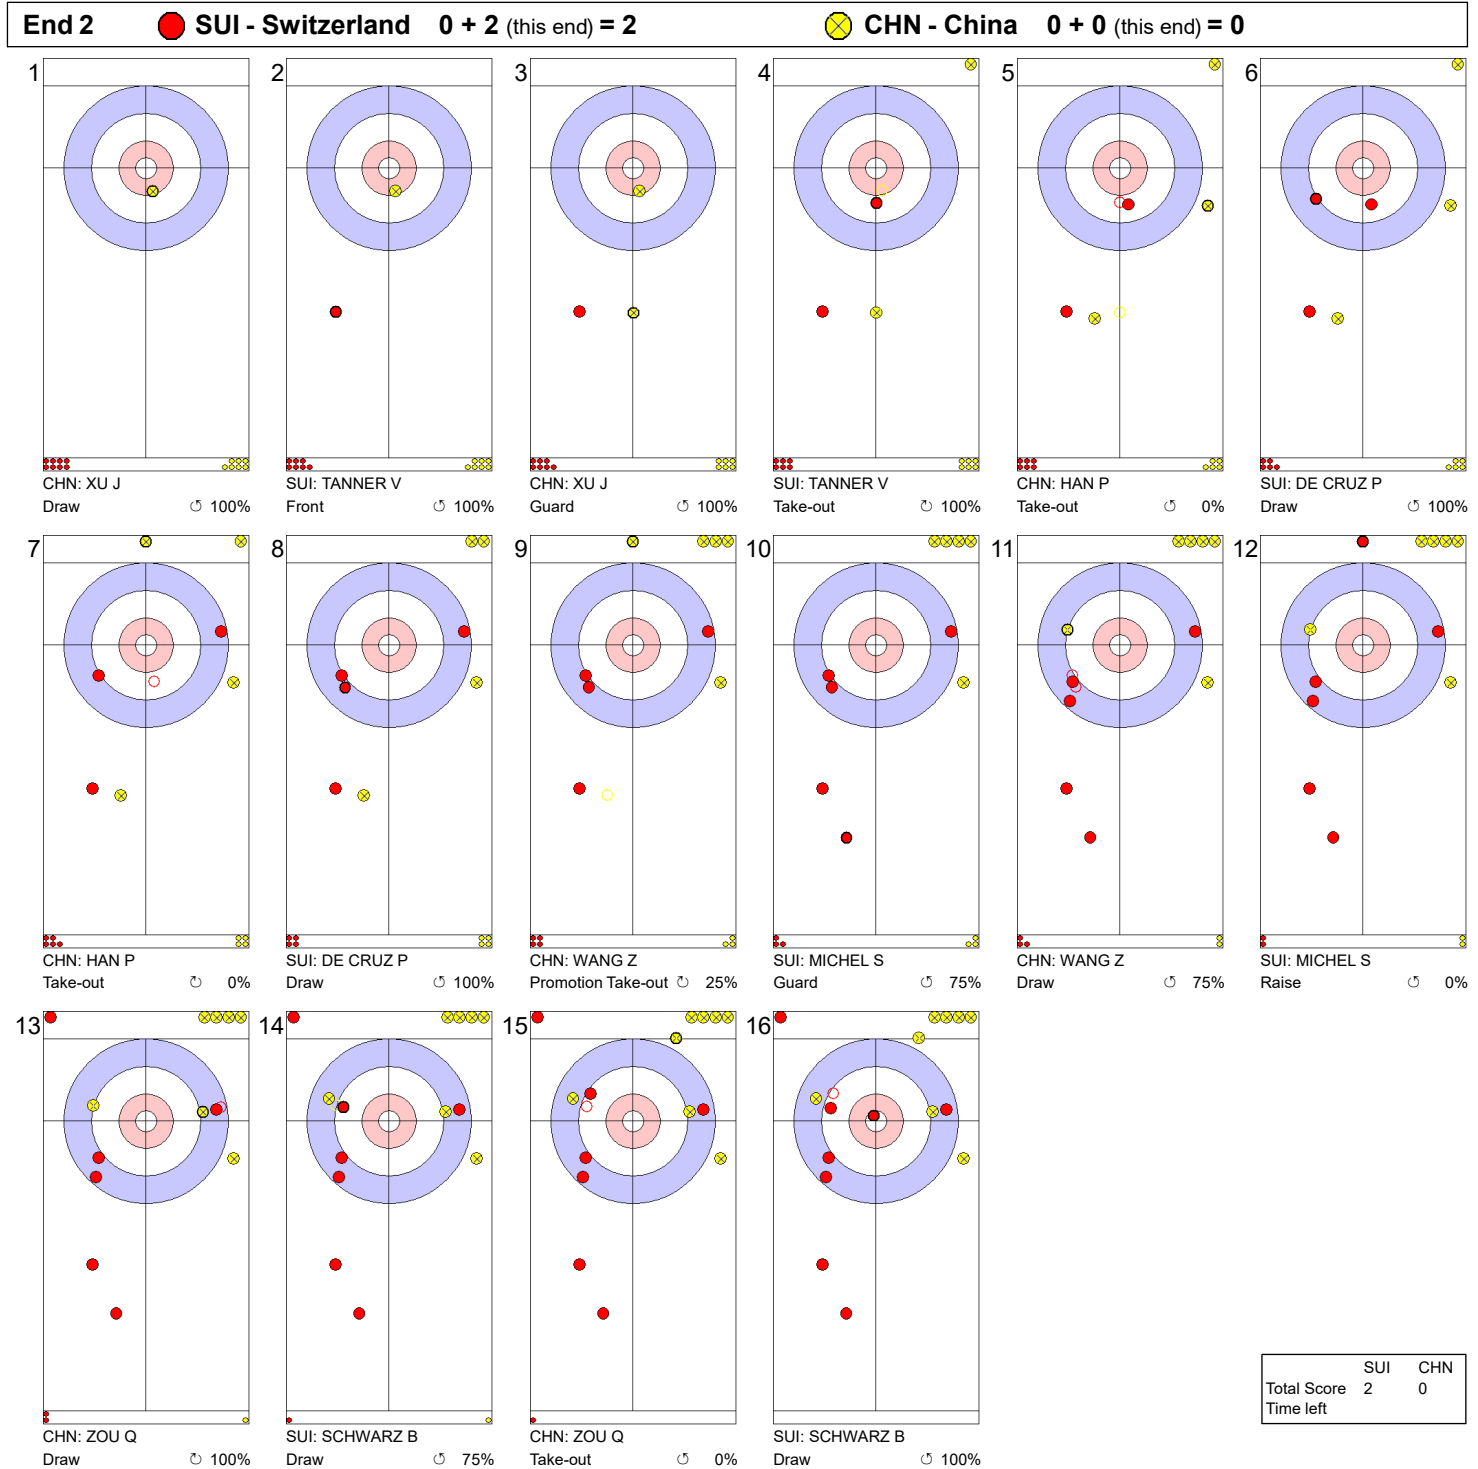 End 2 SUI - Switzerland 0 + 2 (this end) = 2 CHN - China 0 + 0 (this end) = 0
1 2 3 4 5 6
CHN: XU J SUI: TANNER V CHN: XU J SUI: TANNER V CHN: HAN P SUI: DE CRUZ P
Draw ↺ 100% Front ↻ 100% Guard ↺ 100% Take-out ↻ 100% Take-out ↺ 0% Draw ↺ 100%
7 8 9 10 11 12
CHN: HAN P SUI: DE CRUZ P CHN: WANG Z SUI: MICHEL S CHN: WANG Z SUI: MICHEL S
Take-out ↻ 0% Draw ↺ 100% Promotion Take-out ↻ 25% Guard ↺ 75% Draw ↺ 75% Raise ↺ 0%
13 14 15 16
CHN: ZOU Q SUI: SCHWARZ B CHN: ZOU Q SUI: SCHWARZ B
Draw ↻ 100% Draw ↺ 75% Take-out ↺ 0% Draw ↺ 100%
SUI CHN
Total Score 2 0
Time left